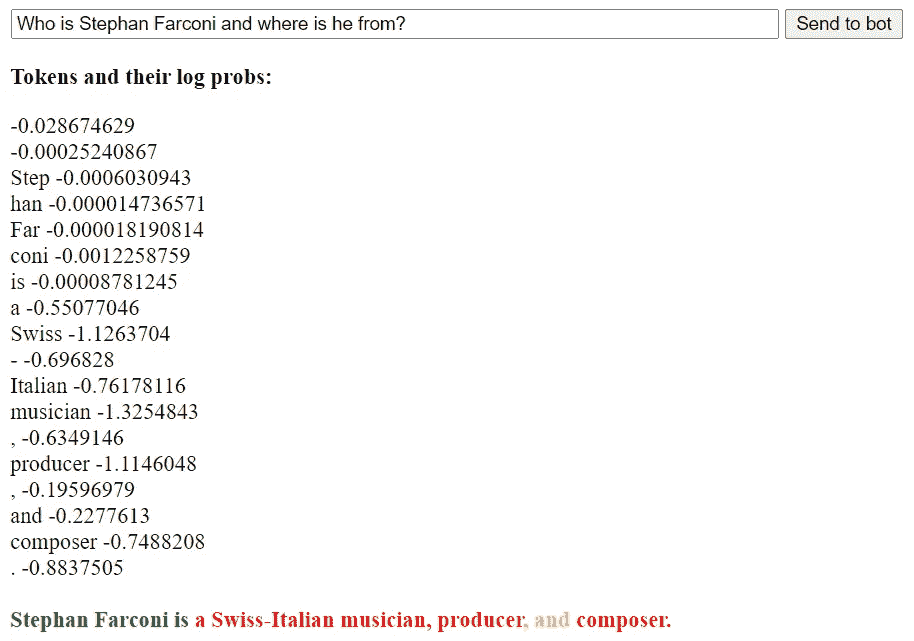 Who is Stephan Farconi and where is he from? Send to bot
Tokens and their log probs:
-0.028674629
-0.00025240867
Step -0.0006030943
han -0.000014736571
Far -0.000018190814
coni -0.0012258759
is -0.00008781245
a -0.55077046
Swiss -1.1263704
- -0.696828
Italian -0.76178116
musician -1.3254843
, -0.6349146
producer -1.1146048
, -0.19596979
and -0.2277613
composer -0.7488208
. -0.8837505
Stephan Farconi is a Swiss-Italian musician, producer, and composer.